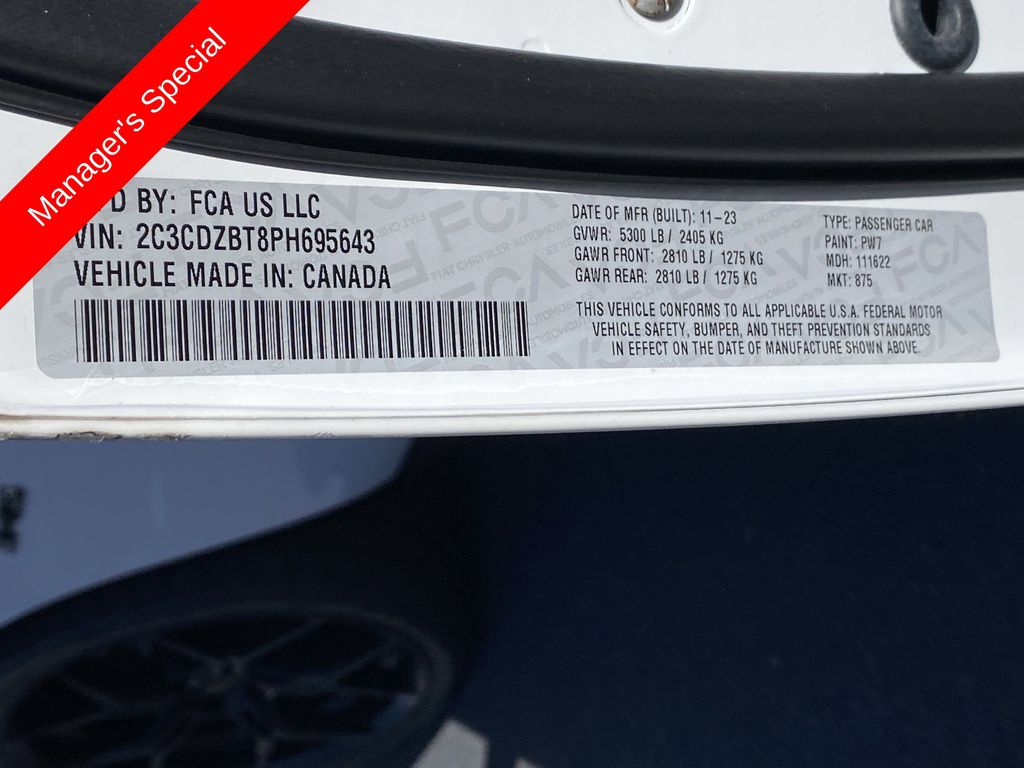 Manager's Special
D BY: FCA US LLC
VIN: 2C3CDZBT8PH695643
VEHICLE MADE IN: CANADA
DATE OF MFR (BUILT): 11-23
GVWR: 5300 LB / 2405 KG
GAWR FRONT: 2810 LB / 1275 KG
GAWR REAR: 2810 LB / 1275 KG
TYPE: PASSENGER CAR
PAINT: PW7
MDH: 111622
MKT: 875
THIS VEHICLE CONFORMS TO ALL APPLICABLE U.S.A. FEDERAL MOTOR
VEHICLE SAFETY, BUMPER, AND THEFT PREVENTION STANDARDS
IN EFFECT ON THE DATE OF MANUFACTURE SHOWN ABOVE.